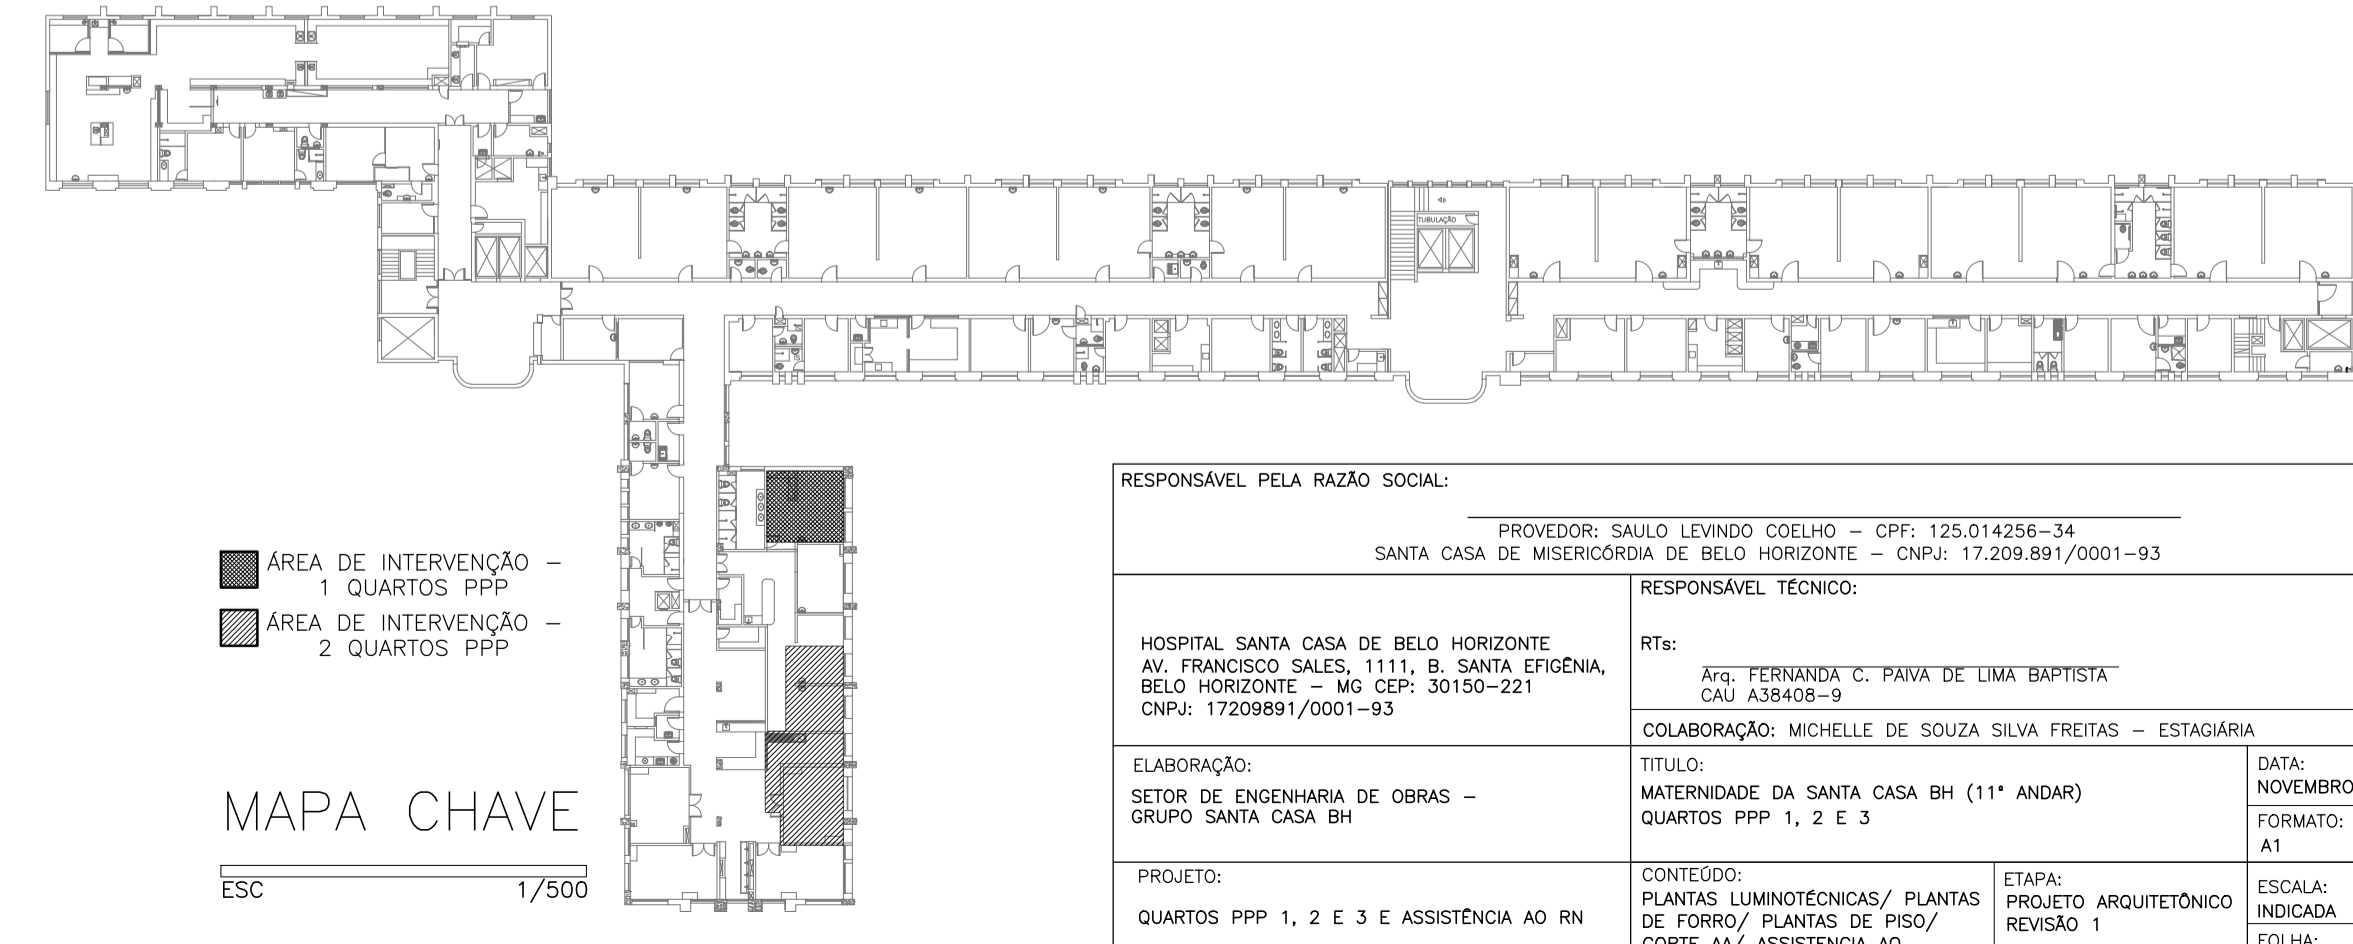 TUBULAÇÃO
ÁREA DE INTERVENÇÃO –
1 QUARTOS PPP
ÁREA DE INTERVENÇÃO –
2 QUARTOS PPP
MAPA CHAVE
ESC 1/500
RESPONSÁVEL PELA RAZÃO SOCIAL:
PROVEDOR: SAULO LEVINDO COELHO – CPF: 125.014256-34
SANTA CASA DE MISERICÓRDIA DE BELO HORIZONTE – CNPJ: 17.209.891/0001-93
HOSPITAL SANTA CASA DE BELO HORIZONTE
AV. FRANCISCO SALES, 1111, B. SANTA EFIGÊNIA,
BELO HORIZONTE – MG CEP: 30150-221
CNPJ: 17209891/0001-93
RESPONSÁVEL TÉCNICO:
RTs:
Arq. FERNANDA C. PAIVA DE LIMA BAPTISTA
CAU A38408-9
COLABORAÇÃO: MICHELLE DE SOUZA SILVA FREITAS – ESTAGIÁRIA
ELABORAÇÃO:
SETOR DE ENGENHARIA DE OBRAS –
GRUPO SANTA CASA BH
TITULO:
MATERNIDADE DA SANTA CASA BH (11ª ANDAR)
QUARTOS PPP 1, 2 E 3
DATA:
NOVEMBRO
FORMATO:
A1
PROJETO:
QUARTOS PPP 1, 2 E 3 E ASSISTÊNCIA AO RN
CONTEÚDO:
PLANTAS LUMINOTÉCNICAS/ PLANTAS
DE FORRO/ PLANTAS DE PISO/
CORTE AA/ ASSISTENCIA AO
ETAPA:
PROJETO ARQUITETÔNICO
REVISÃO 1
ESCALA:
INDICADA
FOLHA: